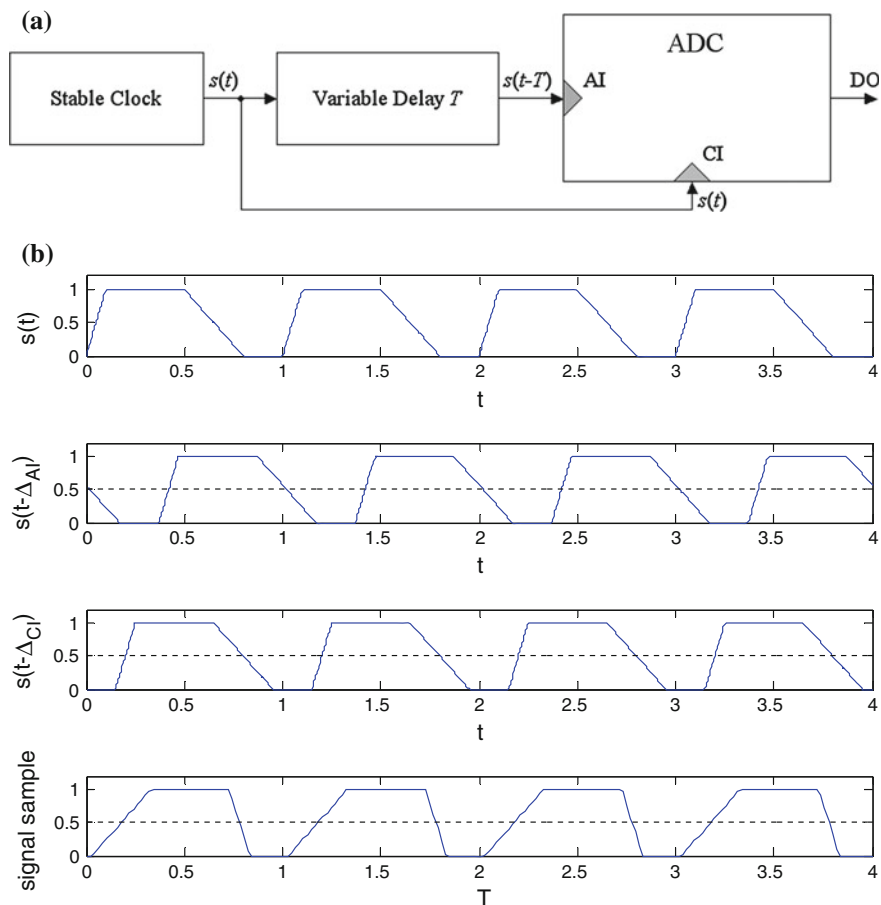 (a)
Stable Clock
s(t)
Variable Delay T
s(t-T)
ADC
AI
CI
s(t)
DO
(b)
s(t)
1
0.5
0
0 0.5 1 1.5 2 2.5 3 3.5 4
t
s(t-Δ_AI)
1
0.5
0
0 0.5 1 1.5 2 2.5 3 3.5 4
t
s(t-Δ_CI)
1
0.5
0
0 0.5 1 1.5 2 2.5 3 3.5 4
t
signal sample
1
0.5
0
0 0.5 1 1.5 2 2.5 3 3.5 4
T